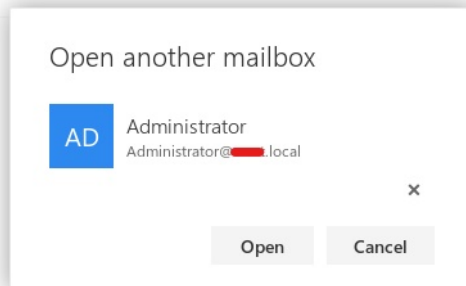 Open another mailbox
AD
Administrator
Administrator@.local
×
Open
Cancel